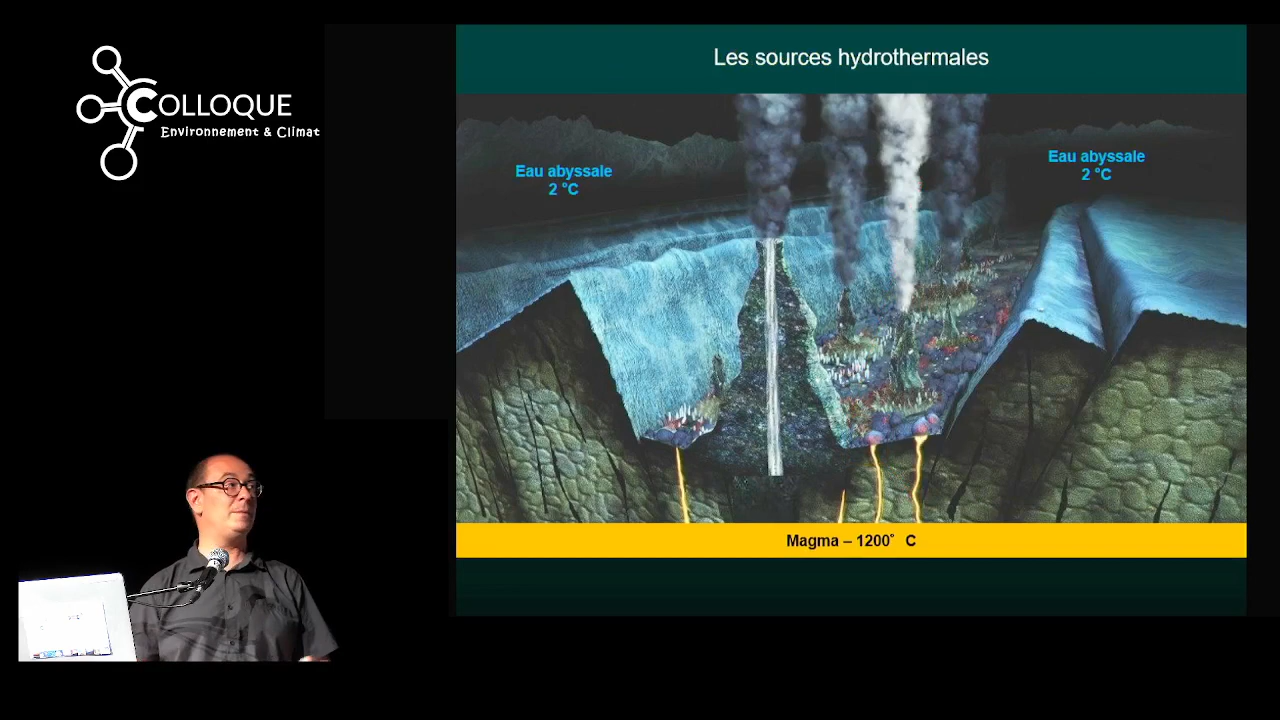 COLLOQUE
Environnement & Climat
Les sources hydrothermales
Eau abyssale
2 °C
Eau abyssale
2 °C
Magma – 1200° C